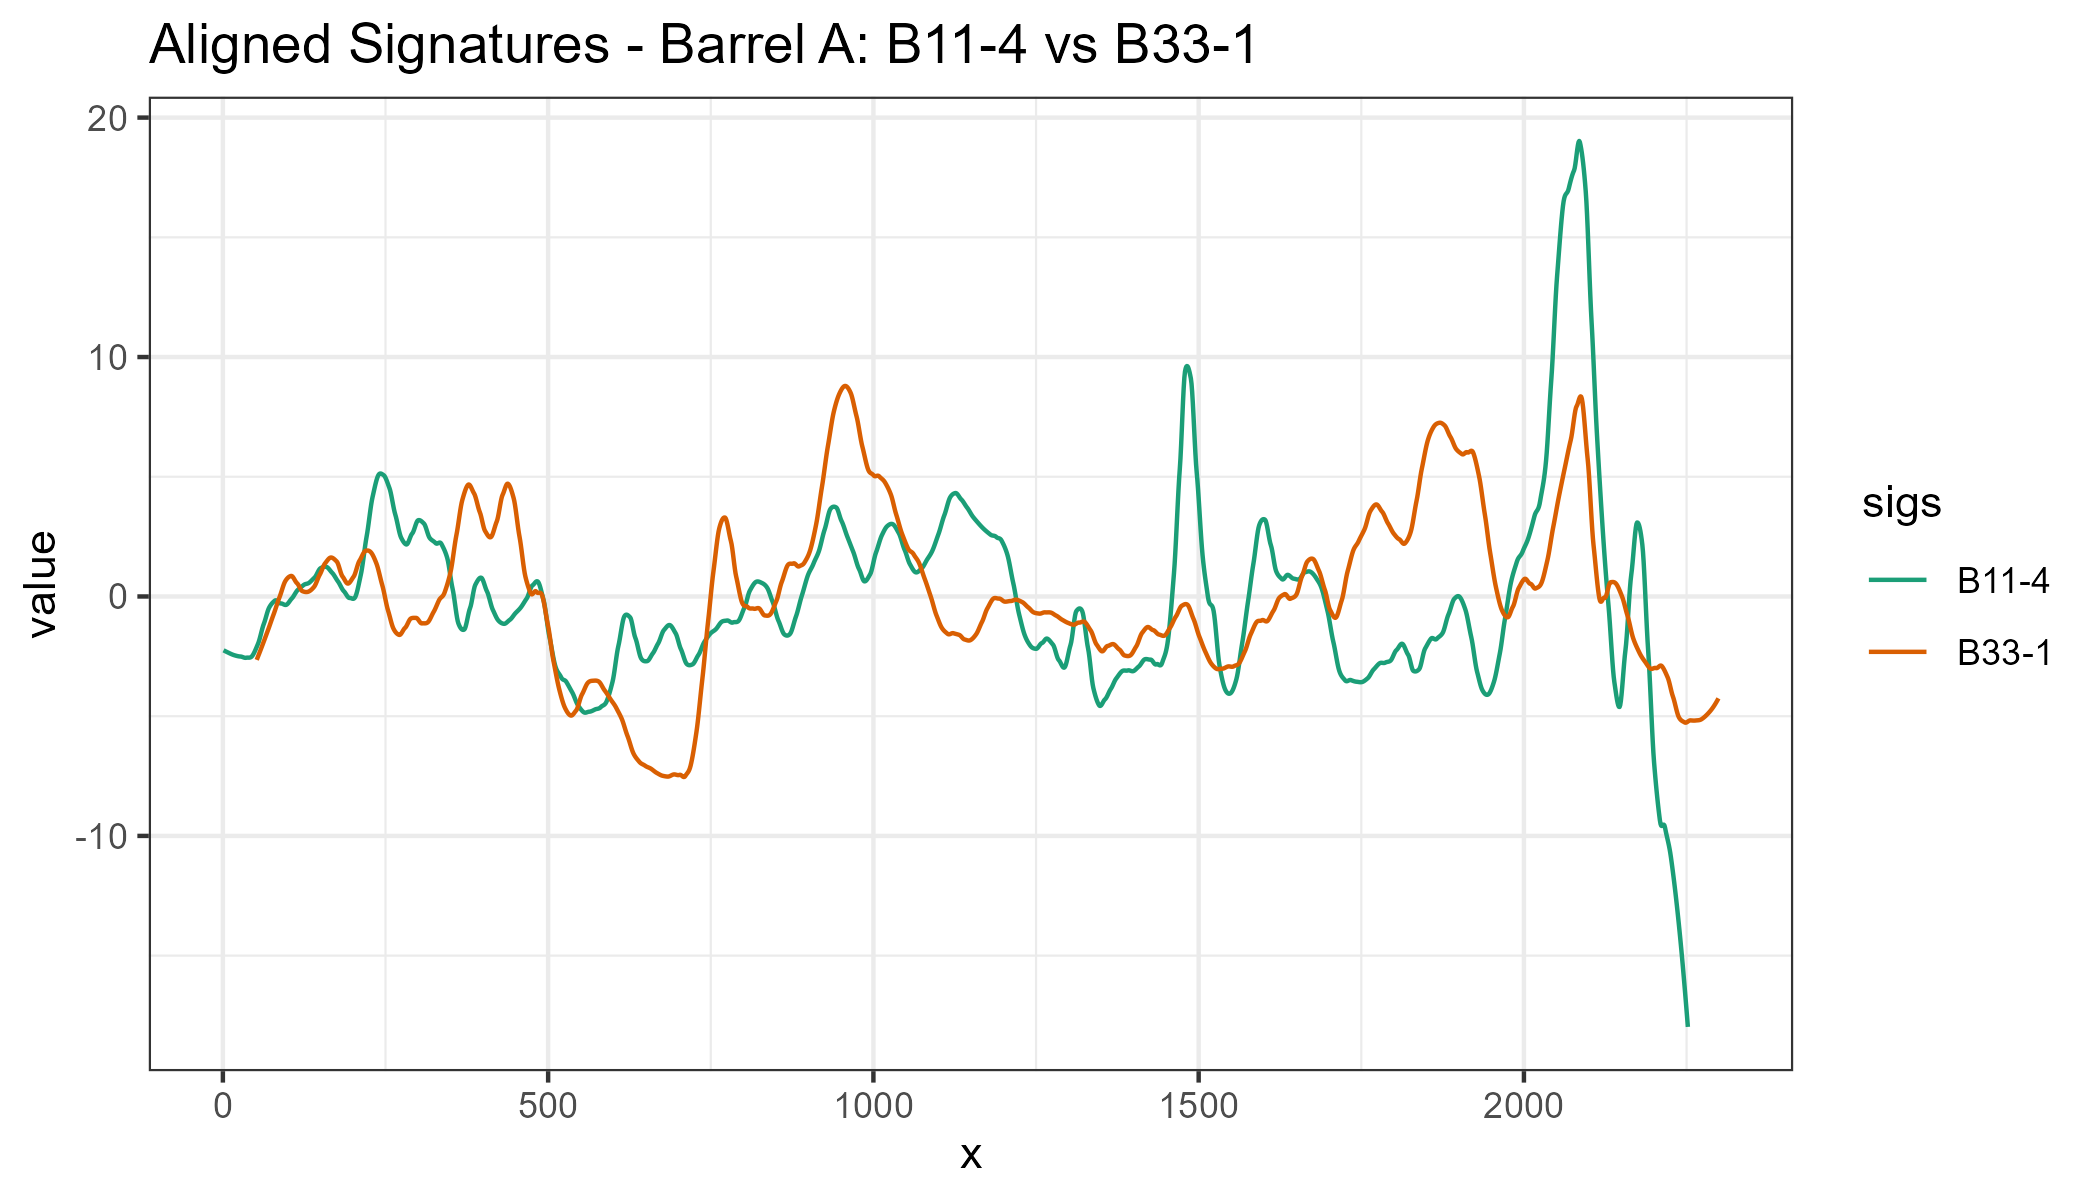 Aligned Signatures - Barrel A: B11-4 vs B33-1
20
10
0
-10
value
0 500 1000 1500 2000
x
sigs
B11-4
B33-1